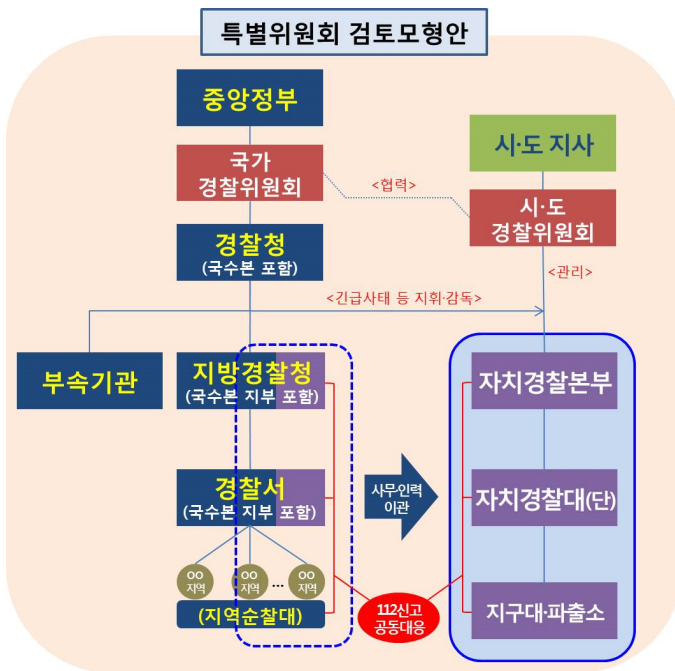 특별위원회 검토모형안
중앙정부
시·도 지사
국가
경찰위원회
<협력>
시·도
경찰위원회
경찰청
(국수본 포함)
<관리>
<긴급사태 등 지휘·감독>
부속기관
지방경찰청
(국수본 지부 포함)
자치경찰본부
경찰서
(국수본 지부 포함)
사무·인력
이관
자치경찰대(단)
OO
지역
OO
지역
...
OO
지역
(지역순찰대)
112신고
공동대응
지구대·파출소